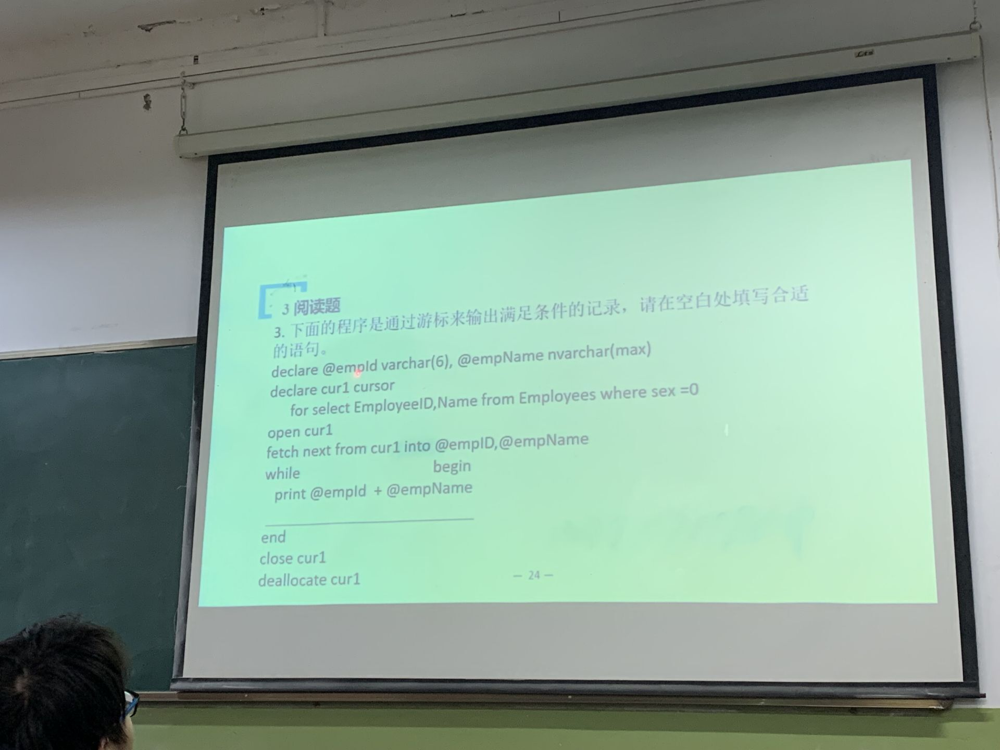 Lts
3 阅读题
3. 下面的程序是通过游标来输出满足条件的记录，请在空白处填写合适
的语句。
declare @empId varchar(6), @empName nvarchar(max)
declare cur1 cursor
for select EmployeeID,Name from Employees where sex =0
open cur1
fetch next from cur1 into @empID,@empName
while begin
print @empId + @empName
end
close cur1
deallocate cur1
— 24 —